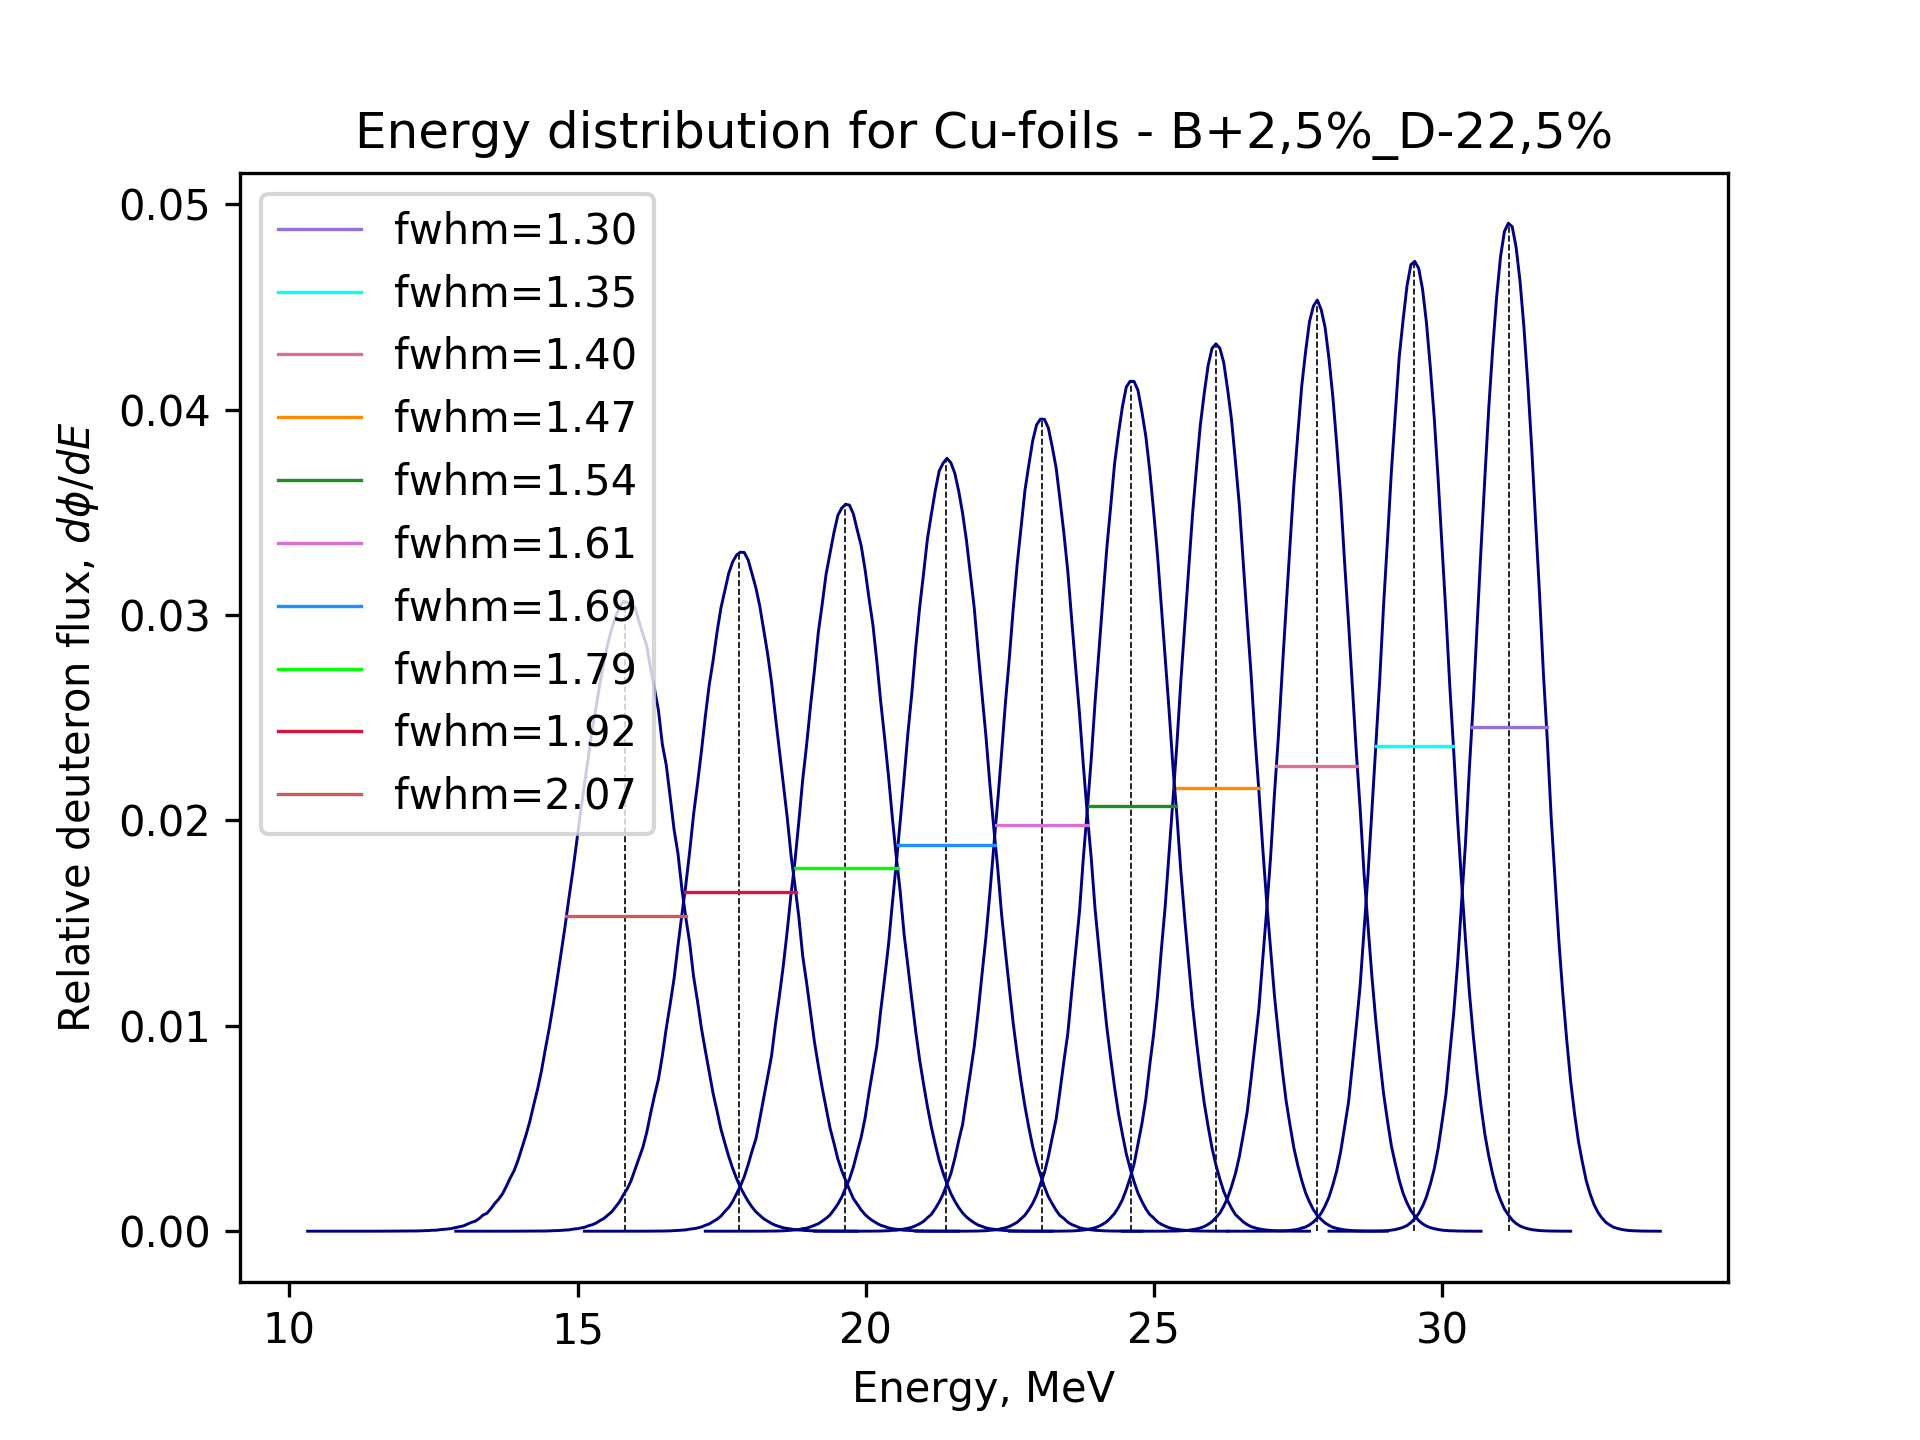 Energy distribution for Cu-foils - B+2,5%_D-22,5%
0.05
0.04
0.03
0.02
0.01
0.00
Relative deuteron flux, dϕ/dE
fwhm=1.30
fwhm=1.35
fwhm=1.40
fwhm=1.47
fwhm=1.54
fwhm=1.61
fwhm=1.69
fwhm=1.79
fwhm=1.92
fwhm=2.07
10 15 20 25 30
Energy, MeV